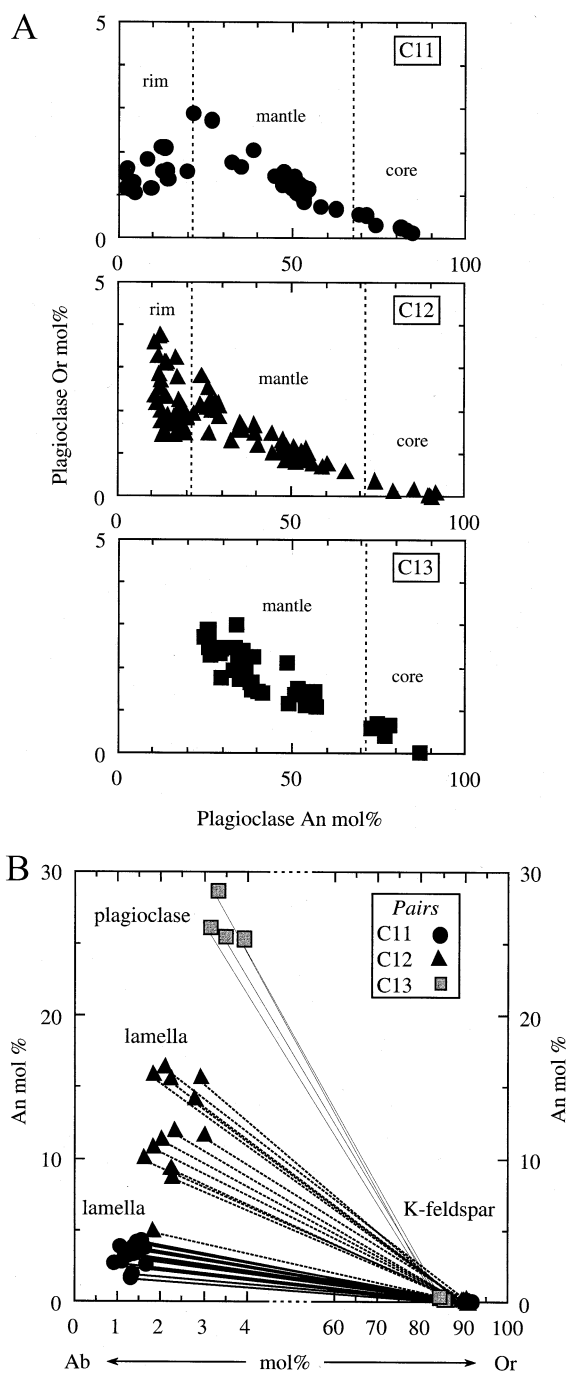 A
5
C11
rim
mantle
core
0
0 50 100
5
C12
rim
mantle
core
0
0 50 100
5
C13
mantle
core
0
0 50 100
Plagioclase Or mol%
Plagioclase An mol%
B
30 30
plagioclase
Pairs
C11
C12
C13
20 20
lamella
An mol % An mol %
10 10
lamella
K-feldspar
0 0
0 1 2 3 4 60 70 80 90 100
Ab mol% Or